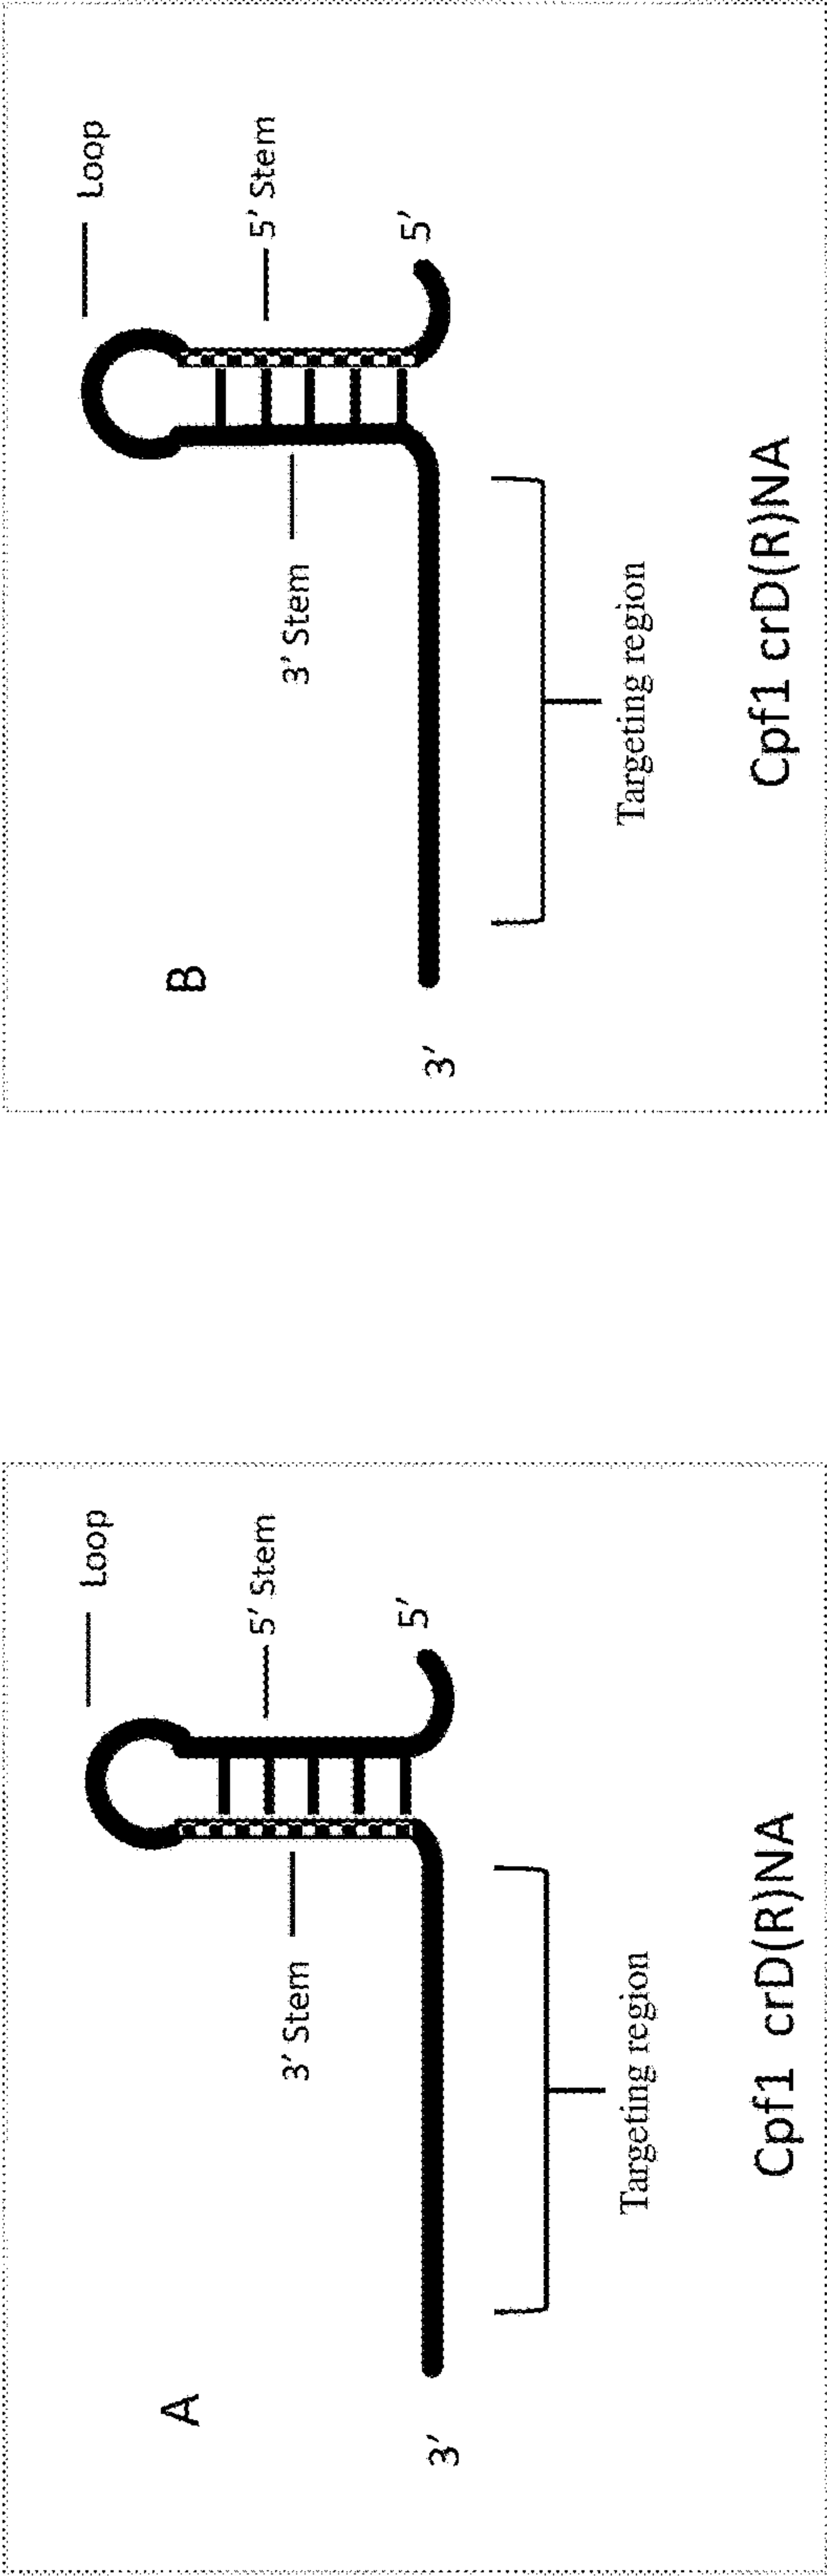 A
Loop
5′ Stem
3′ Stem
5′
3′
Targeting region
Cpf1 crD(R)NA
B
Loop
5′ Stem
3′ Stem
5′
3′
Targeting region
Cpf1 crD(R)NA